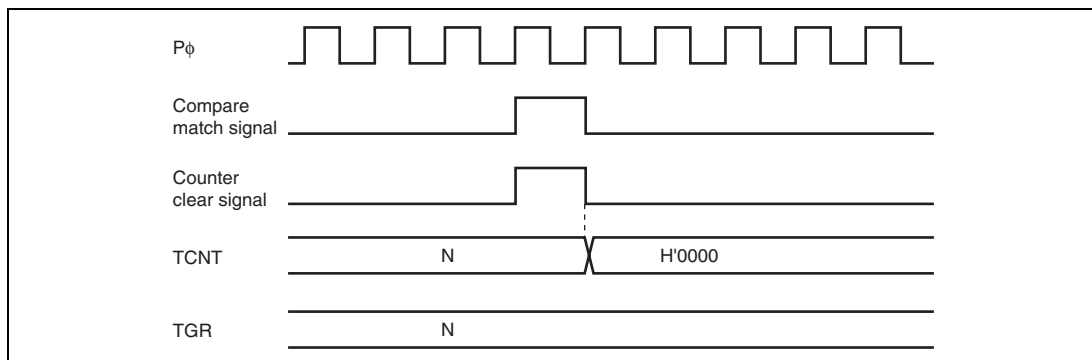 Pϕ
Compare
match signal
Counter
clear signal
TCNT
N
H'0000
TGR
N